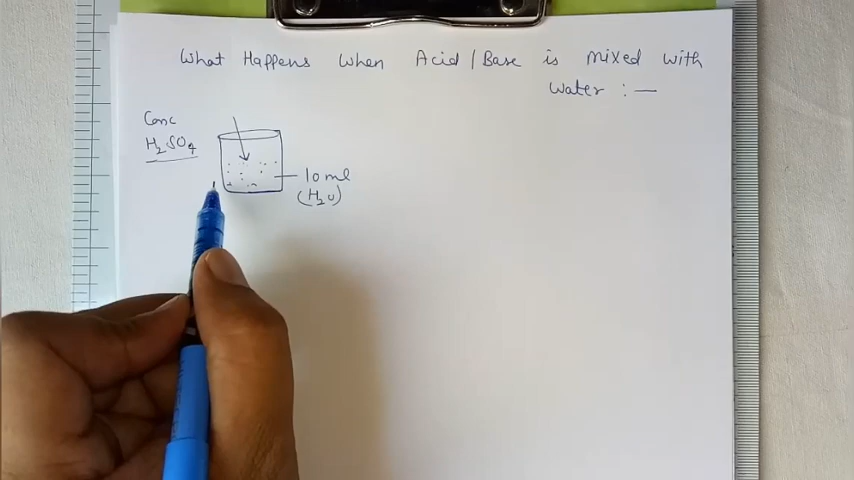 What Happens When Acid / Base is mixed with
Water : —
Conc
H₂SO₄
10 ml
(H₂O)